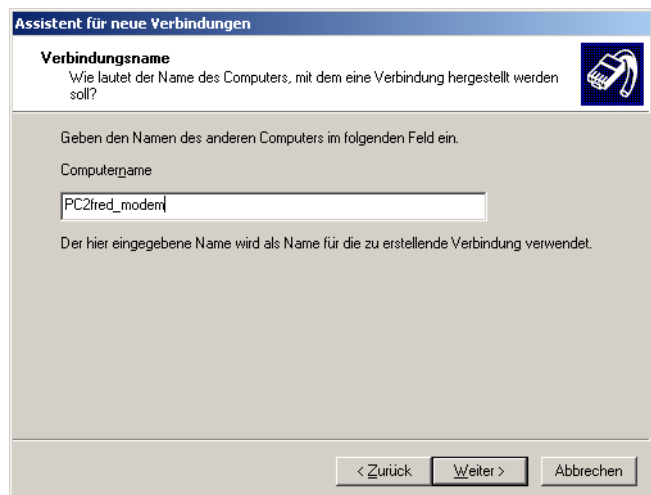 Assistent für neue Verbindungen
Verbindungsname
Wie lautet der Name des Computers, mit dem eine Verbindung hergestellt werden
soll?
Geben den Namen des anderen Computers im folgenden Feld ein.
Computername
PC2fred_modem
Der hier eingegebene Name wird als Name für die zu erstellende Verbindung verwendet.
< Zurück Weiter > Abbrechen